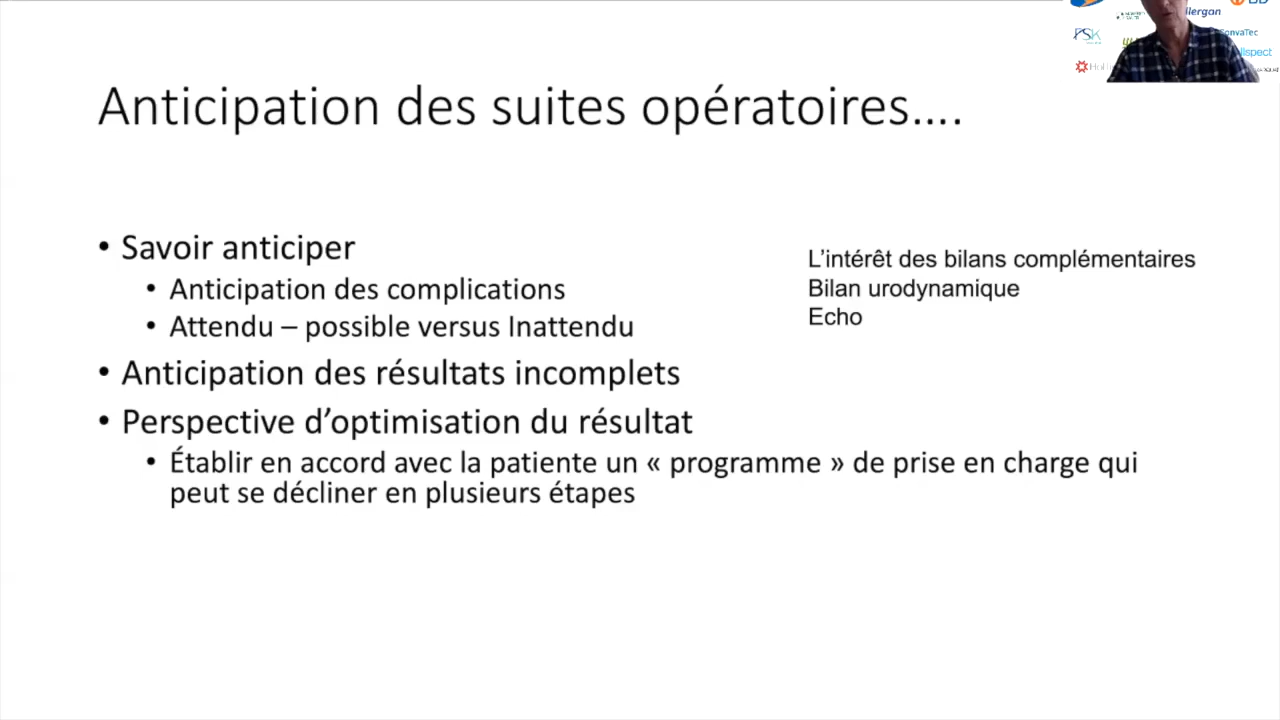 Anticipation des suites opératoires....
• Savoir anticiper
• Anticipation des complications
• Attendu – possible versus Inattendu
• Anticipation des résultats incomplets
• Perspective d’optimisation du résultat
• Établir en accord avec la patiente un « programme » de prise en charge qui
peut se décliner en plusieurs étapes
L’intérêt des bilans complémentaires
Bilan urodynamique
Echo